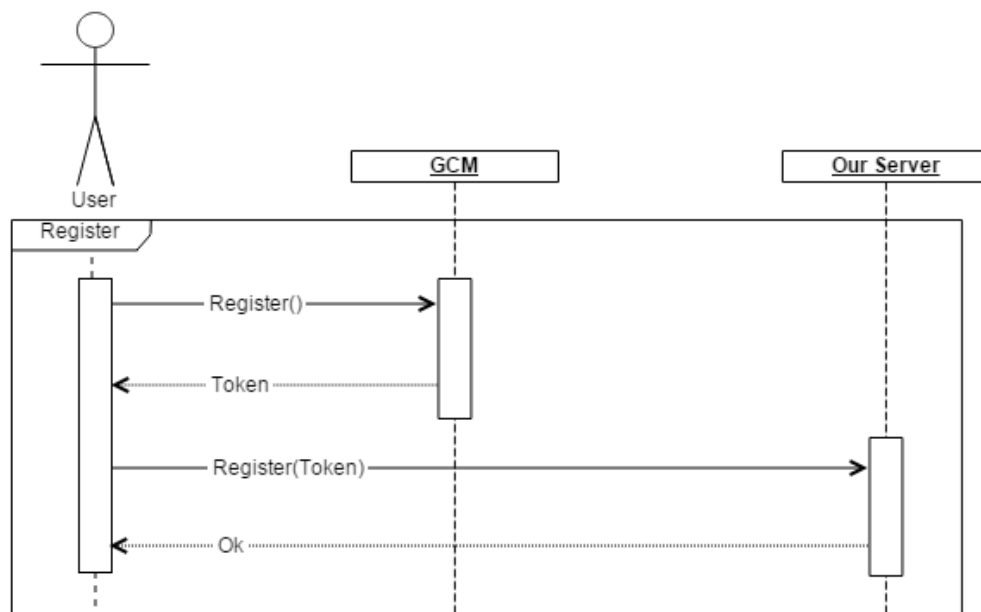 GCM
Our Server
User
Register
Register()
Token
Register(Token)
Ok